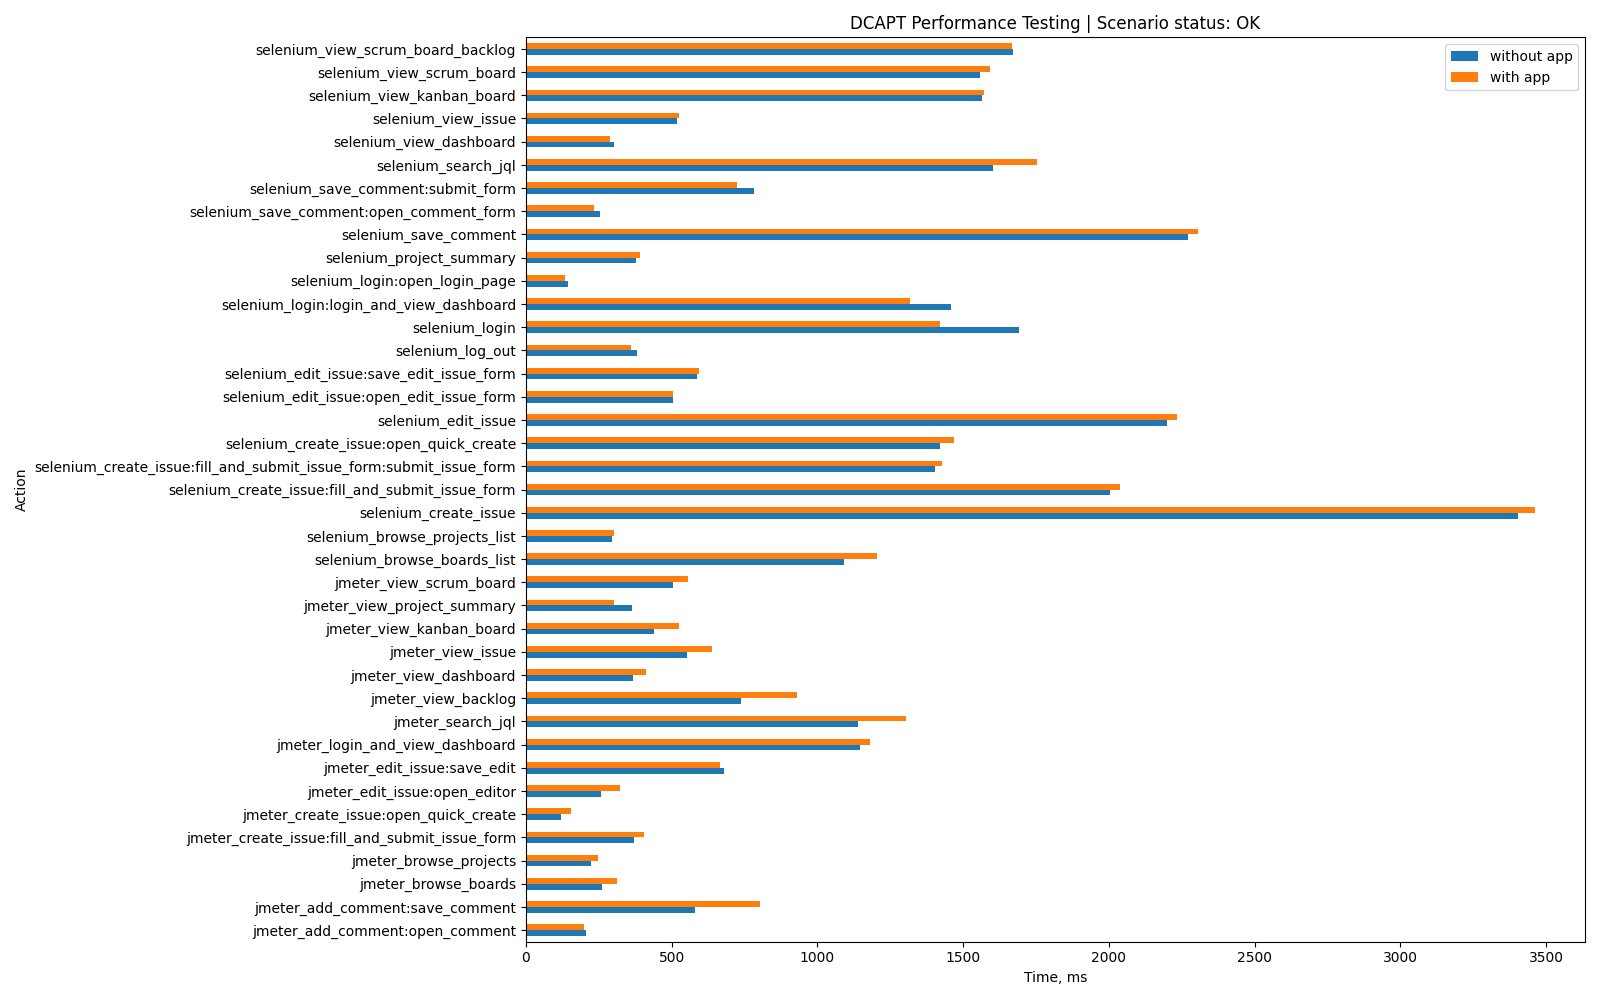 DCAPT Performance Testing | Scenario status: OK
without app
with app
selenium_view_scrum_board_backlog
selenium_view_scrum_board
selenium_view_kanban_board
selenium_view_issue
selenium_view_dashboard
selenium_search_jql
selenium_save_comment:submit_form
selenium_save_comment:open_comment_form
selenium_save_comment
selenium_project_summary
selenium_login:open_login_page
selenium_login:login_and_view_dashboard
selenium_login
selenium_log_out
selenium_edit_issue:save_edit_issue_form
selenium_edit_issue:open_edit_issue_form
selenium_edit_issue
selenium_create_issue:open_quick_create
selenium_create_issue:fill_and_submit_issue_form:submit_issue_form
selenium_create_issue:fill_and_submit_issue_form
selenium_create_issue
selenium_browse_projects_list
selenium_browse_boards_list
jmeter_view_scrum_board
jmeter_view_project_summary
jmeter_view_kanban_board
jmeter_view_issue
jmeter_view_dashboard
jmeter_view_backlog
jmeter_search_jql
jmeter_login_and_view_dashboard
jmeter_edit_issue:save_edit
jmeter_edit_issue:open_editor
jmeter_create_issue:open_quick_create
jmeter_create_issue:fill_and_submit_issue_form
jmeter_browse_projects
jmeter_browse_boards
jmeter_add_comment:save_comment
jmeter_add_comment:open_comment
Action
0 500 1000 1500 2000 2500 3000 3500
Time, ms